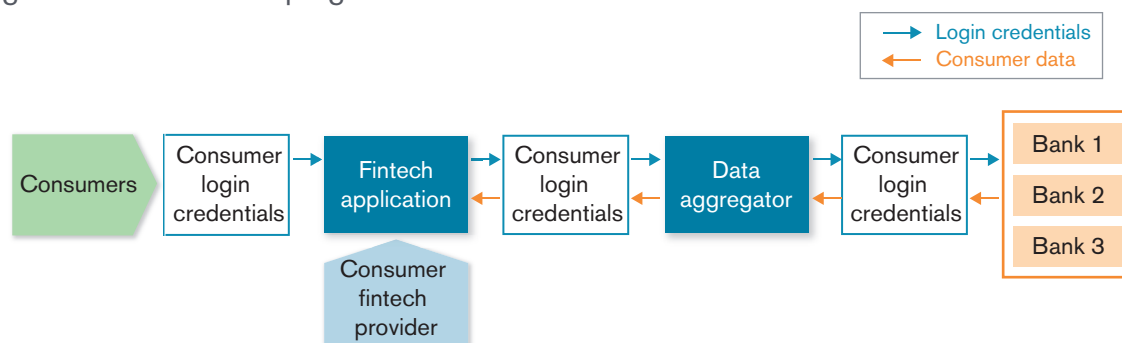 Login credentials
Consumer data
Consumers
Consumer
login
credentials
Fintech
application
Consumer
login
credentials
Data
aggregator
Consumer
login
credentials
Bank 1
Bank 2
Bank 3
Consumer
fintech
provider